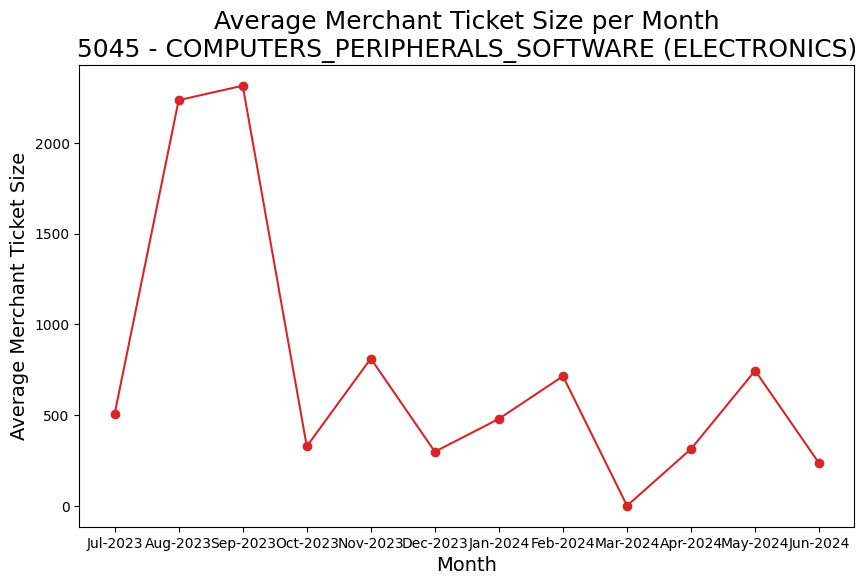 Average Merchant Ticket Size per Month
5045 - COMPUTERS_PERIPHERALS_SOFTWARE (ELECTRONICS)
Average Merchant Ticket Size
2000
1500
1000
500
0
Jul-2023 Aug-2023 Sep-2023 Oct-2023 Nov-2023 Dec-2023 Jan-2024 Feb-2024 Mar-2024 Apr-2024 May-2024 Jun-2024
Month